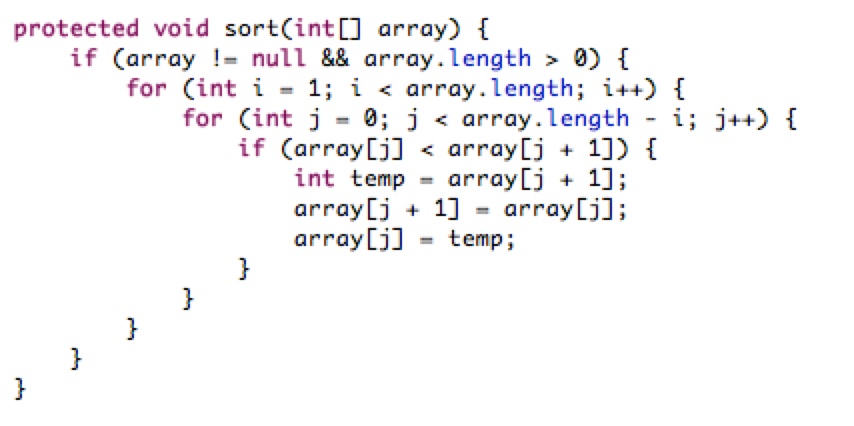 protected void sort(int[] array) {
    if (array != null && array.length > 0) {
        for (int i = 1; i < array.length; i++) {
            for (int j = 0; j < array.length - i; j++) {
                if (array[j] < array[j + 1]) {
                    int temp = array[j + 1];
                    array[j + 1] = array[j];
                    array[j] = temp;
                }
            }
        }
    }
}